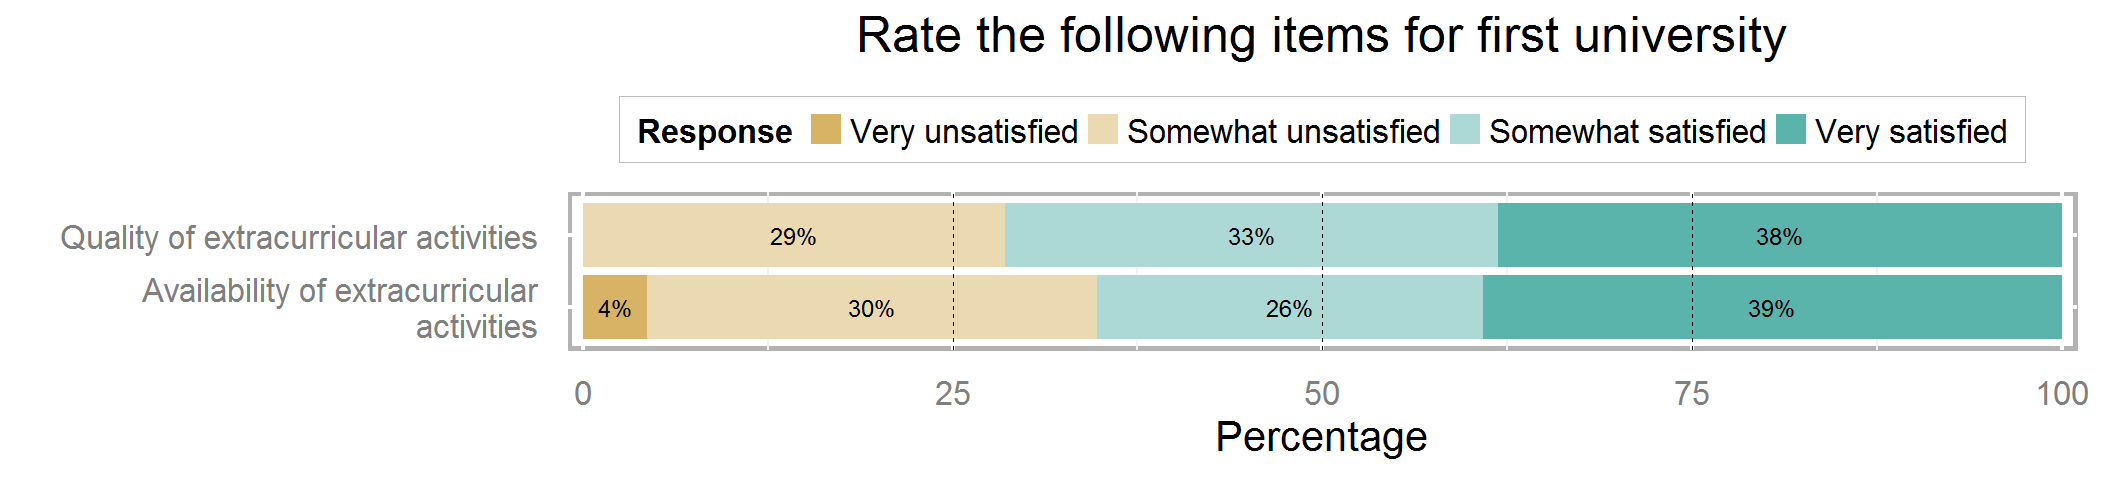 Rate the following items for first university
Response Very unsatisfied Somewhat unsatisfied Somewhat satisfied Very satisfied
Quality of extracurricular activities 29% 33% 38%
Availability of extracurricular
activities
4% 30% 26% 39%
0 25 50 75 100
Percentage